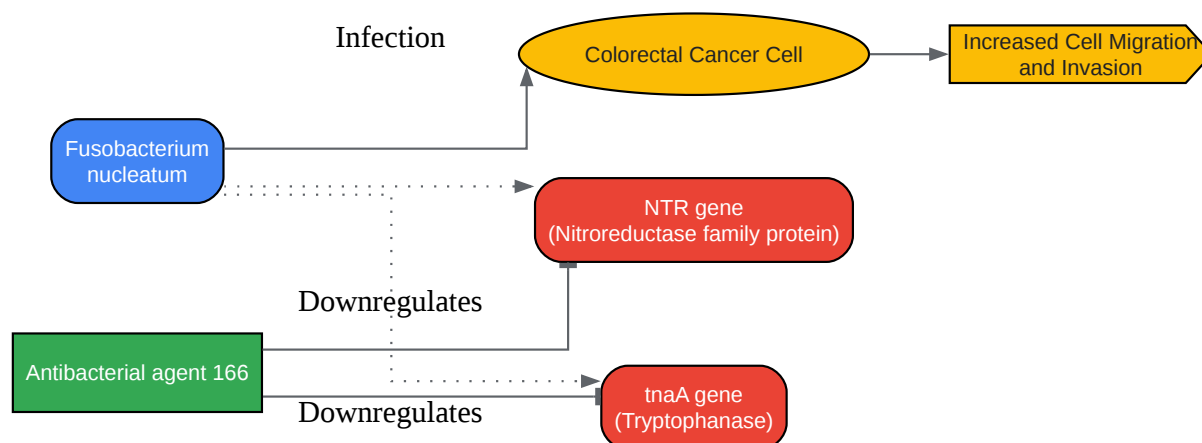 Infection
Colorectal Cancer Cell
Increased Cell Migration
and Invasion
Fusobacterium
nucleatum
NTR gene
(Nitroreductase family protein)
Downregulates
Antibacterial agent 166
Downregulates
tnaA gene
(Tryptophanase)